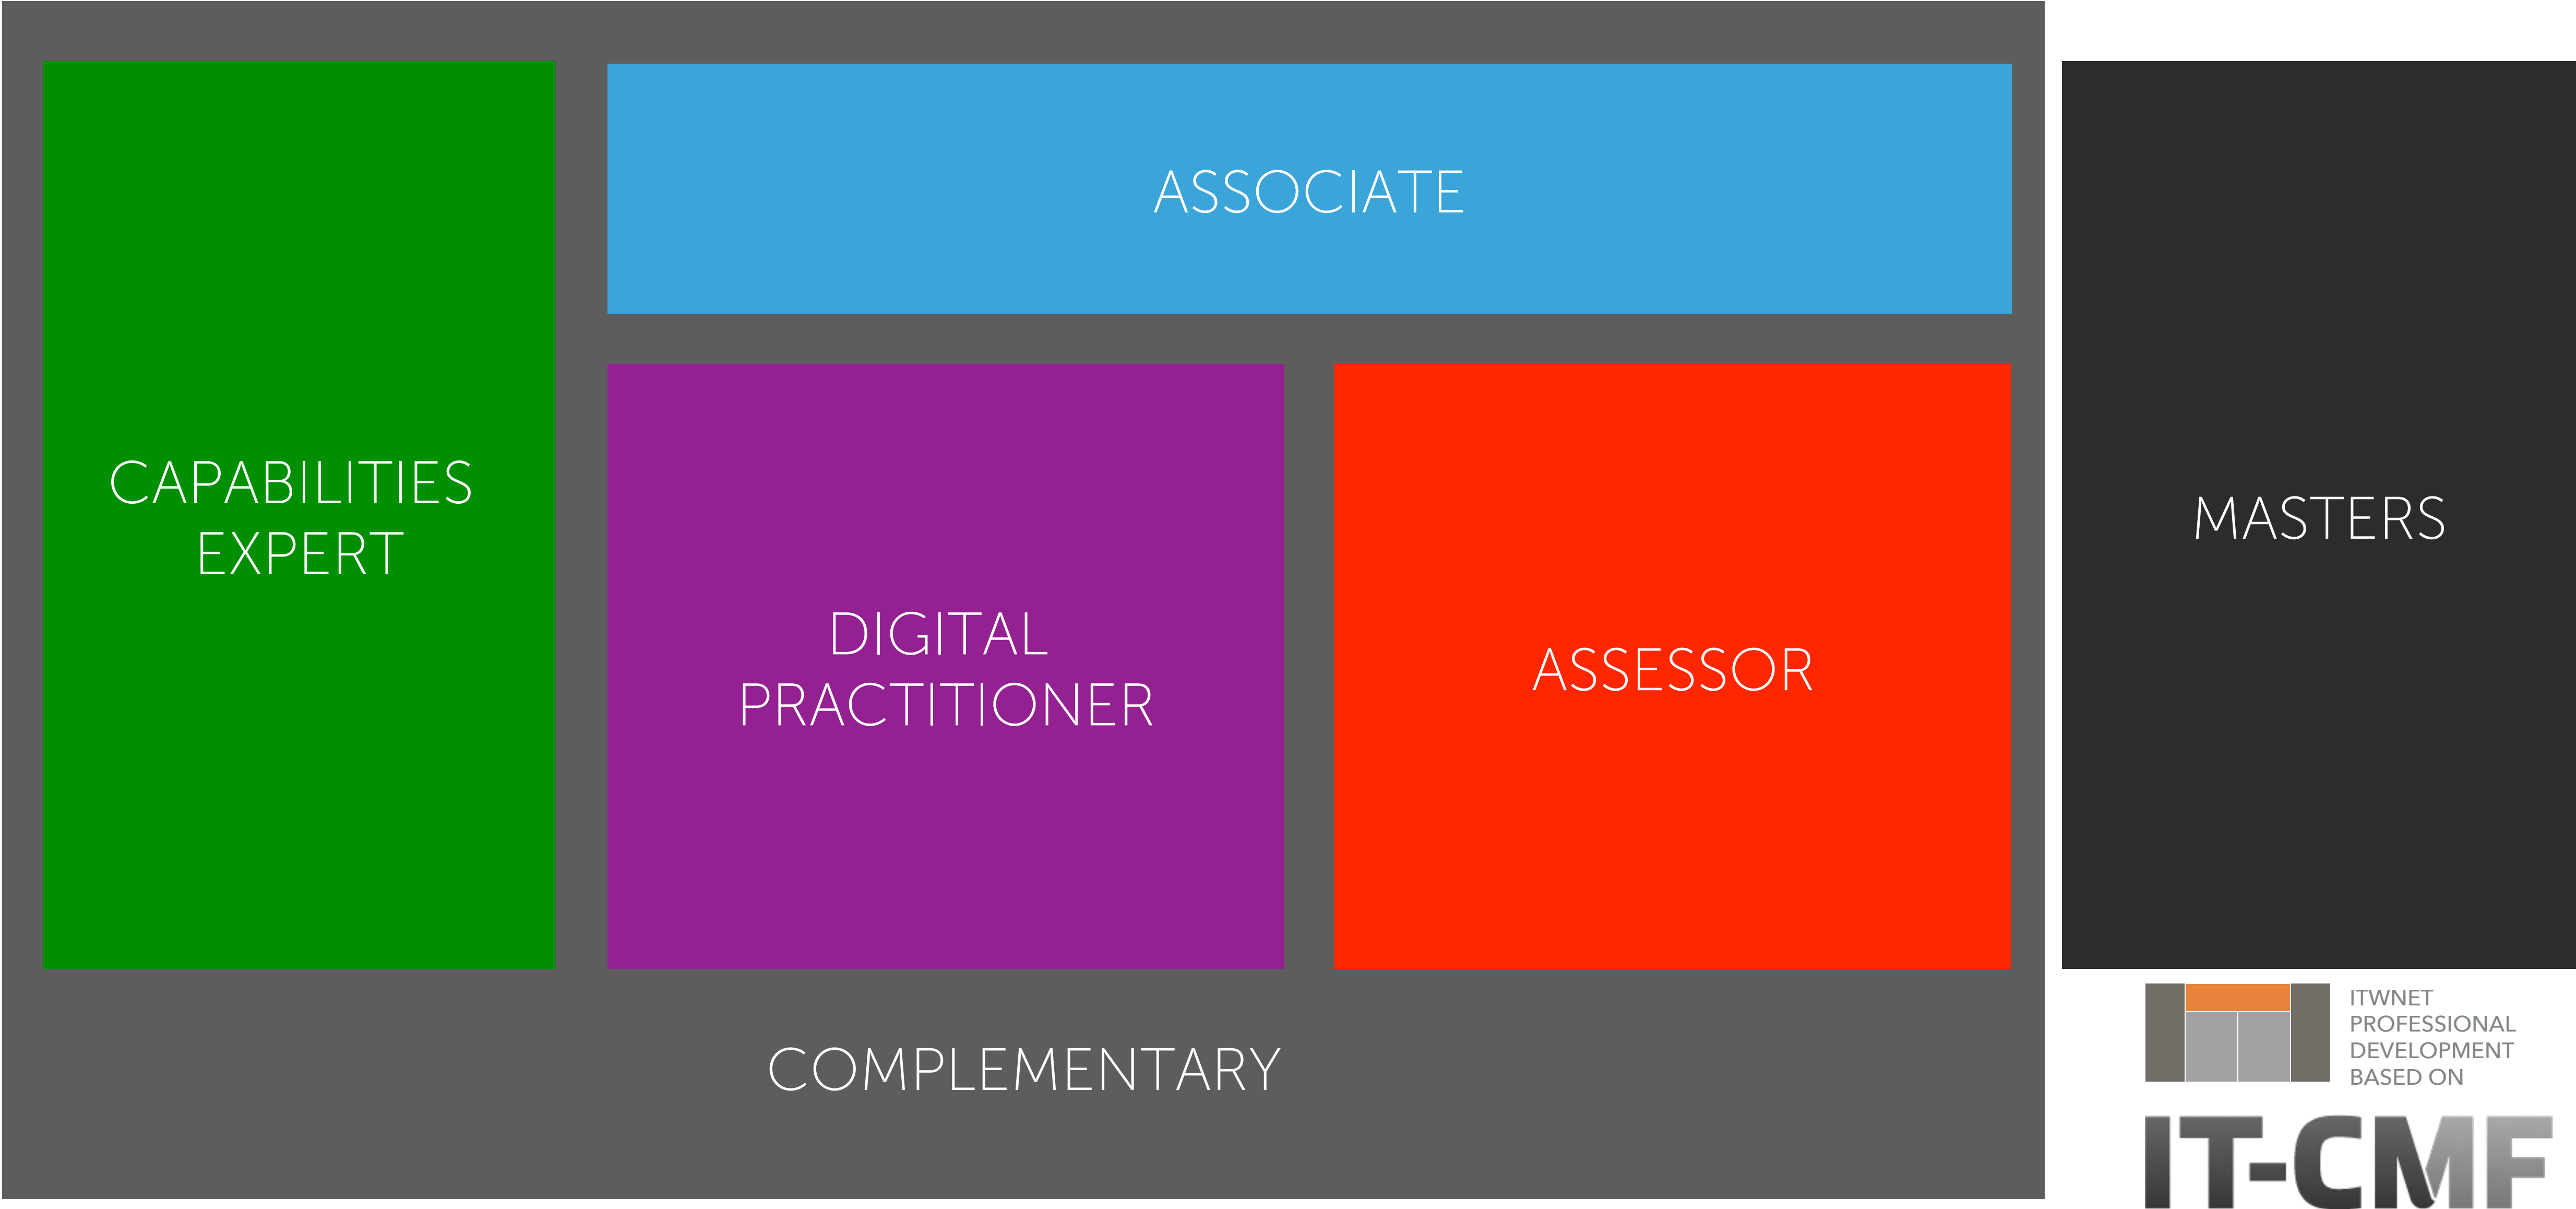 ASSOCIATE
CAPABILITIES
EXPERT
DIGITAL
PRACTITIONER
ASSESSOR
MASTERS
COMPLEMENTARY
ITWNET
PROFESSIONAL
DEVELOPMENT
BASED ON
IT-CMF